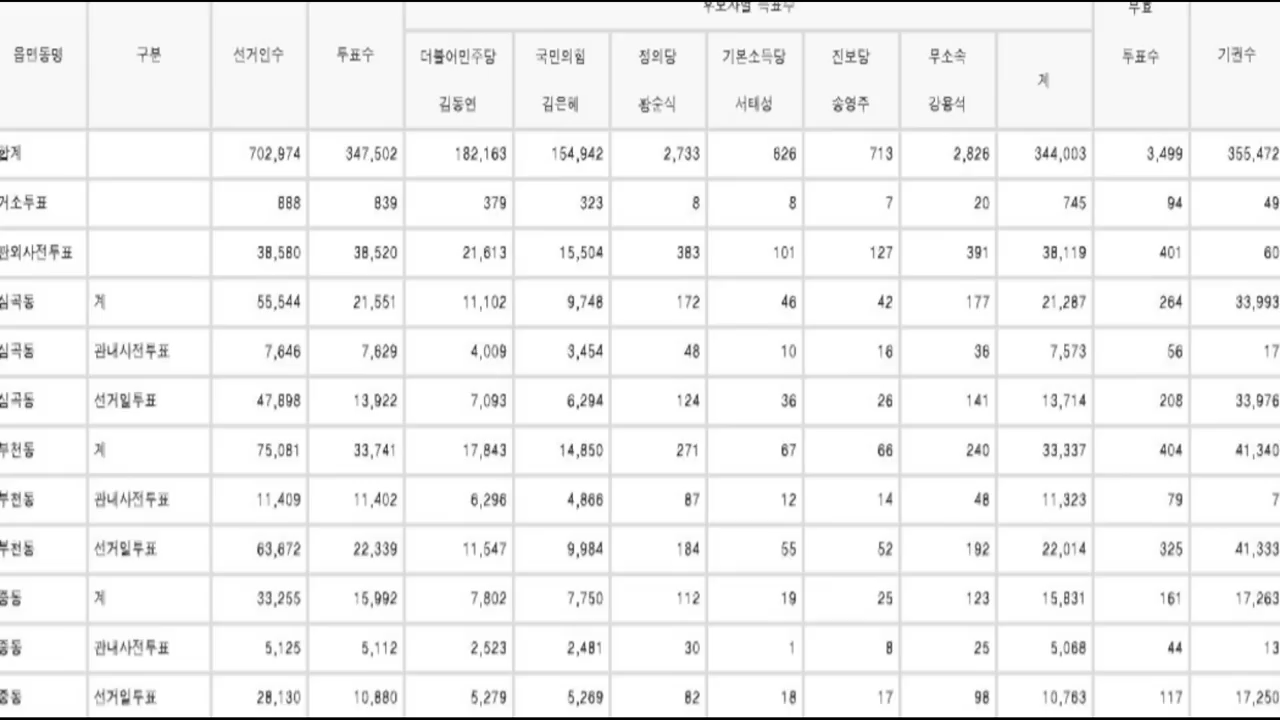 후보자별 득표수
무효
읍면동명 구분 선거인수 투표수 더불어민주당 국민의힘 정의당 기본소득당 진보당 무소속 계 투표수 기권수
김동연 김은혜 황순식 서태성 송영주 강용석
합계 702,974 347,502 182,163 154,942 2,733 626 713 2,826 344,003 3,499 355,472
거소투표 888 839 379 323 8 8 7 20 745 94 49
관외사전투표 38,580 38,520 21,613 15,504 383 101 127 391 38,119 401 60
심곡동 계 55,544 21,551 11,102 9,748 172 46 42 177 21,287 264 33,993
심곡동 관내사전투표 7,646 7,629 4,009 3,454 48 10 16 36 7,573 56 17
심곡동 선거일투표 47,898 13,922 7,093 6,294 124 36 26 141 13,714 208 33,976
부천동 계 75,081 33,741 17,843 14,850 271 67 66 240 33,337 404 41,340
부천동 관내사전투표 11,409 11,402 6,296 4,866 87 12 14 48 11,323 79 7
부천동 선거일투표 63,672 22,339 11,547 9,984 184 55 52 192 22,014 325 41,333
중동 계 33,255 15,992 7,802 7,750 112 19 25 123 15,831 161 17,263
중동 관내사전투표 5,125 5,112 2,523 2,481 30 1 8 25 5,068 44 13
중동 선거일투표 28,130 10,880 5,279 5,269 82 18 17 98 10,763 117 17,250